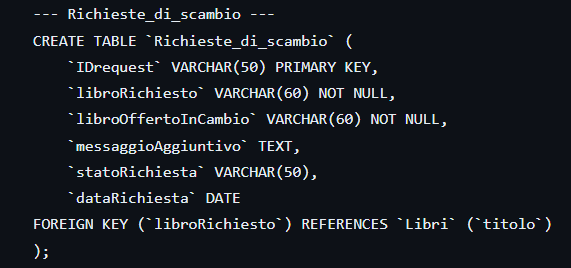 --- Richieste_di_scambio ---
CREATE TABLE `Richieste_di_scambio` (
`IDrequest` VARCHAR(50) PRIMARY KEY,
`libroRichiesto` VARCHAR(60) NOT NULL,
`libroOffertoInCambio` VARCHAR(60) NOT NULL,
`messaggioAggiuntivo` TEXT,
`statoRichiesta` VARCHAR(50),
`dataRichiesta` DATE
FOREIGN KEY (`libroRichiesto`) REFERENCES `Libri` (`titolo`)
);